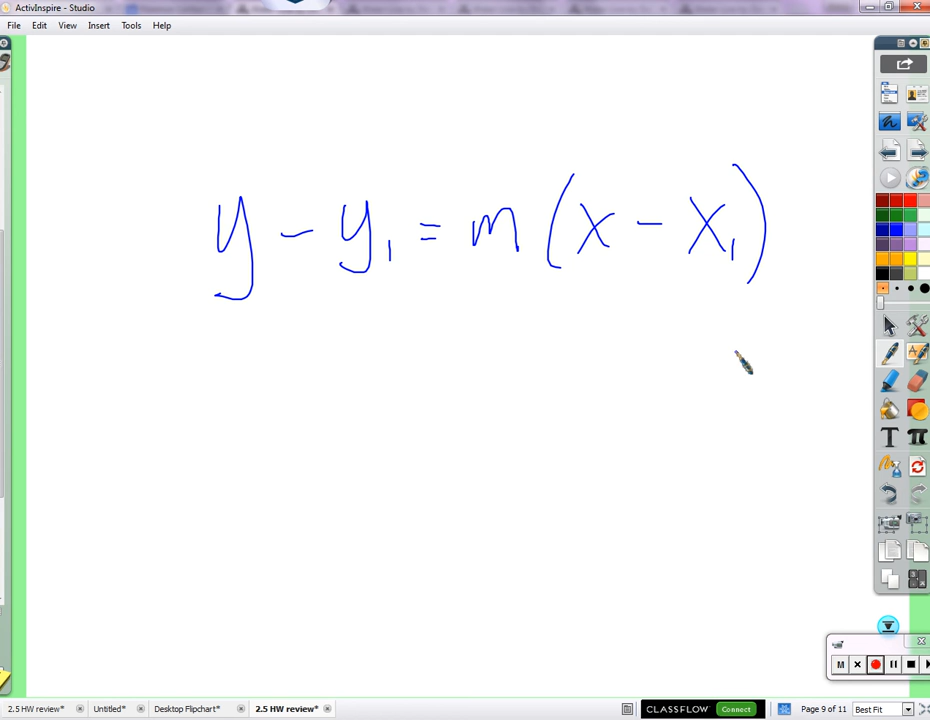 ActivInspire - Studio
File Edit View Insert Tools Help
y - y₁ = m(x - x₁)
2.5 HW review* Untitled* Desktop Flipchart* 2.5 HW review* CLASSFLOW Connect Page 9 of 11 Best Fit